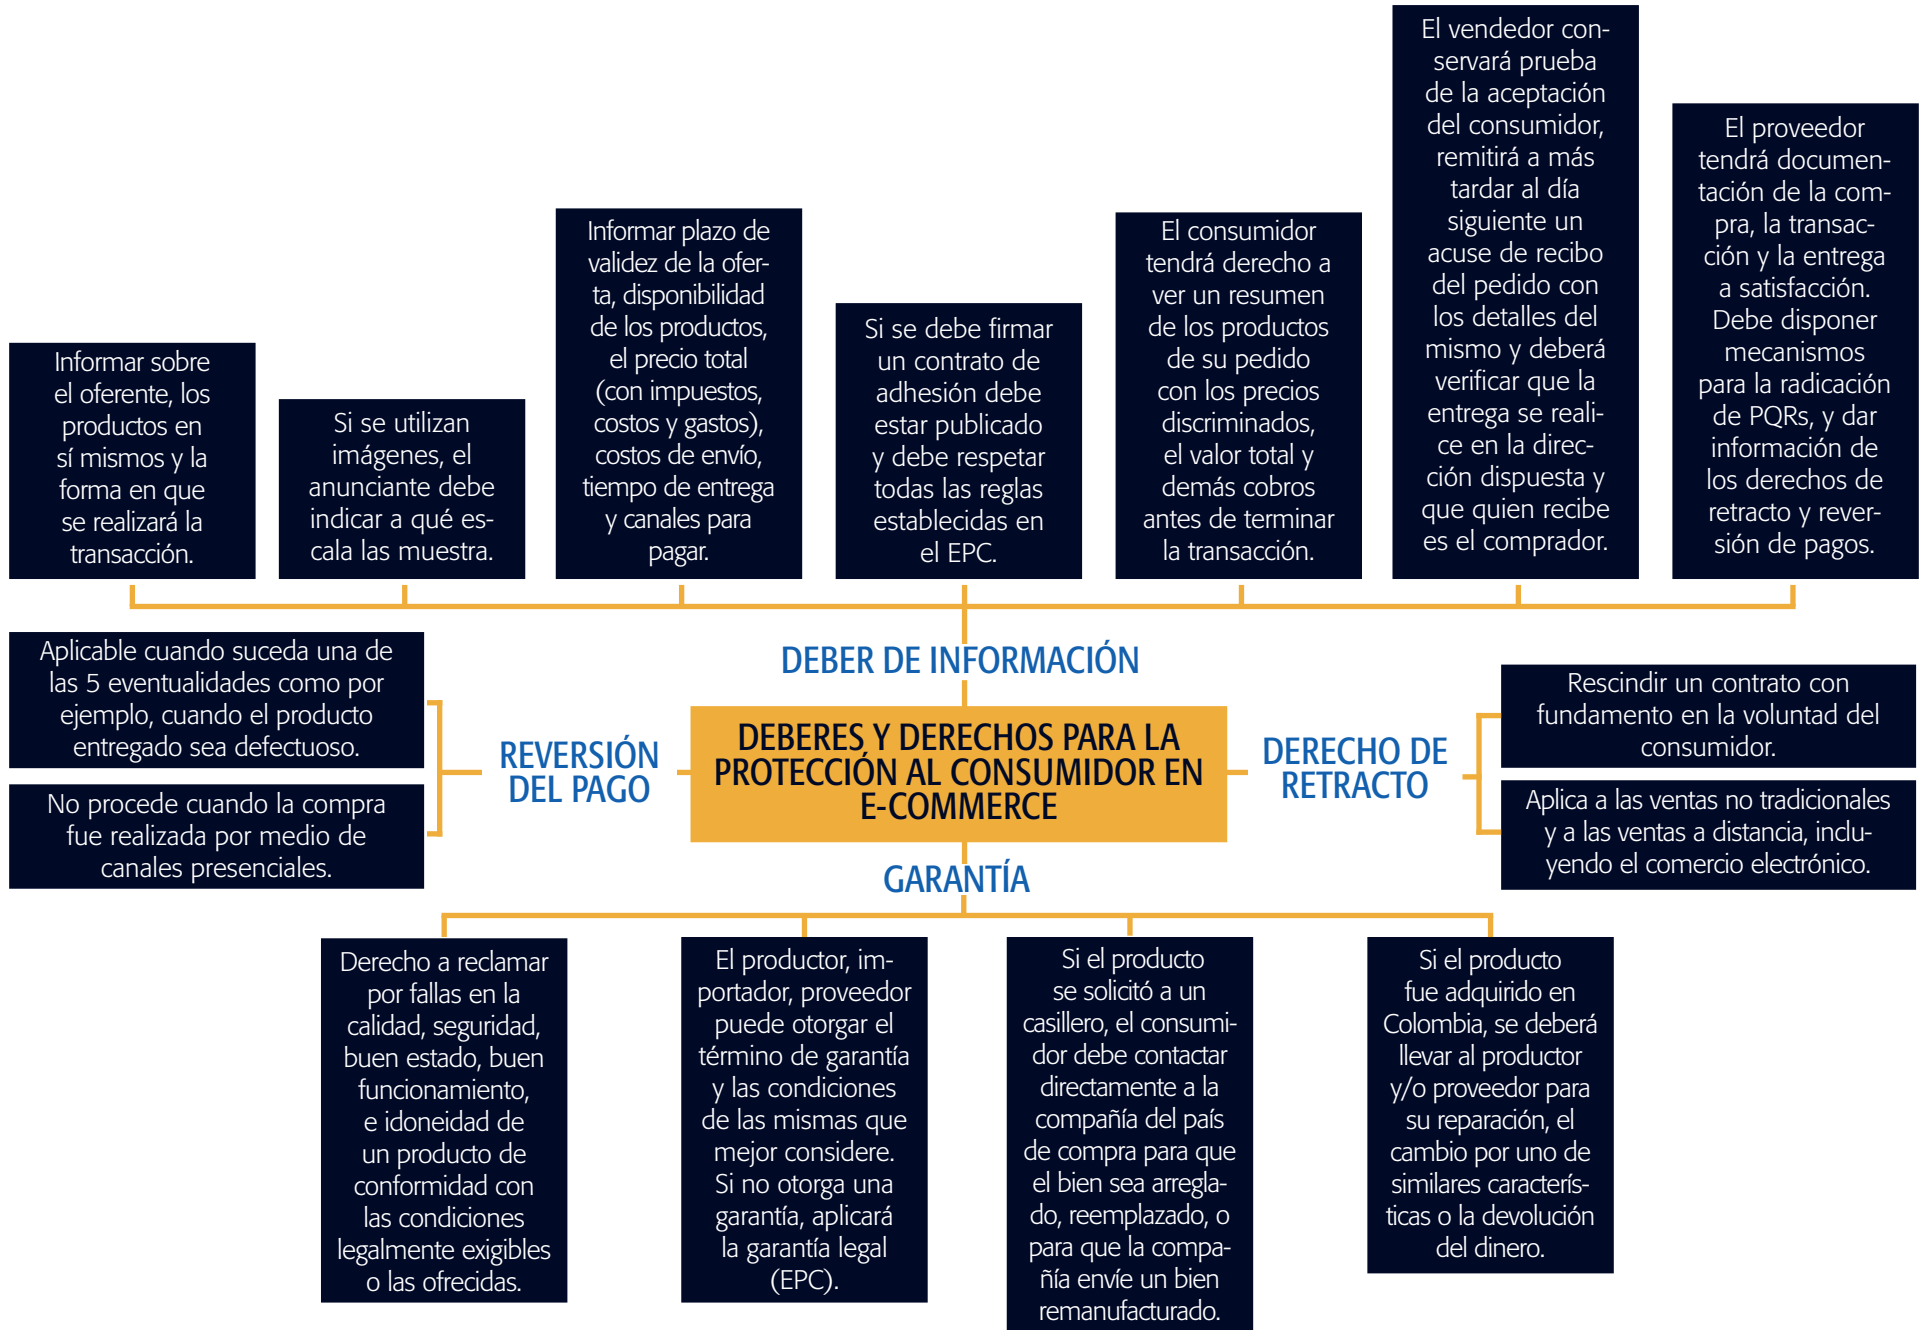 Informar sobre
el oferente, los
productos en
sí mismos y la
forma en que
se realizará la
transacción.
Si se utilizan
imágenes, el
anunciante debe
indicar a qué es-
cala las muestra.
Informar plazo de
validez de la ofer-
ta, disponibilidad
de los productos,
el precio total
(con impuestos,
costos y gastos),
costos de envío,
tiempo de entrega
y canales para
pagar.
Si se debe firmar
un contrato de
adhesión debe
estar publicado
y debe respetar
todas las reglas
establecidas en
el EPC.
El consumidor
tendrá derecho a
ver un resumen
de los productos
de su pedido
con los precios
discriminados,
el valor total y
demás cobros
antes de terminar
la transacción.
El vendedor con-
servará prueba
de la aceptación
del consumidor,
remitirá a más
tardar al día
siguiente un
acuse de recibo
del pedido con
los detalles del
mismo y deberá
verificar que la
entrega se reali-
ce en la direc-
ción dispuesta y
que quien recibe
es el comprador.
El proveedor
tendrá documen-
tación de la com-
pra, la transac-
ción y la entrega
a satisfacción.
Debe disponer
mecanismos
para la radicación
de PQRs, y dar
información de
los derechos de
retracto y rever-
sión de pagos.
DEBER DE INFORMACIÓN
Aplicable cuando suceda una de
las 5 eventualidades como por
ejemplo, cuando el producto
entregado sea defectuoso.
No procede cuando la compra
fue realizada por medio de
canales presenciales.
REVERSIÓN
DEL PAGO
DEBERES Y DERECHOS PARA LA
PROTECCIÓN AL CONSUMIDOR EN
E-COMMERCE
DERECHO DE
RETRACTO
Rescindir un contrato con
fundamento en la voluntad del
consumidor.
Aplica a las ventas no tradicionales
y a las ventas a distancia, inclu-
yendo el comercio electrónico.
GARANTÍA
Derecho a reclamar
por fallas en la
calidad, seguridad,
buen estado, buen
funcionamiento,
e idoneidad de
un producto de
conformidad con
las condiciones
legalmente exigibles
o las ofrecidas.
El productor, im-
portador, proveedor
puede otorgar el
término de garantía
y las condiciones
de las mismas que
mejor considere.
Si no otorga una
garantía, aplicará
la garantía legal
(EPC).
Si el producto
se solicitó a un
casillero, el consumi-
dor debe contactar
directamente a la
compañía del país
de compra para que
el bien sea arregla-
do, reemplazado, o
para que la compa-
ñía envíe un bien
remanufacturado.
Si el producto
fue adquirido en
Colombia, se deberá
llevar al productor
y/o proveedor para
su reparación, el
cambio por uno de
similares caracterís-
ticas o la devolución
del dinero.